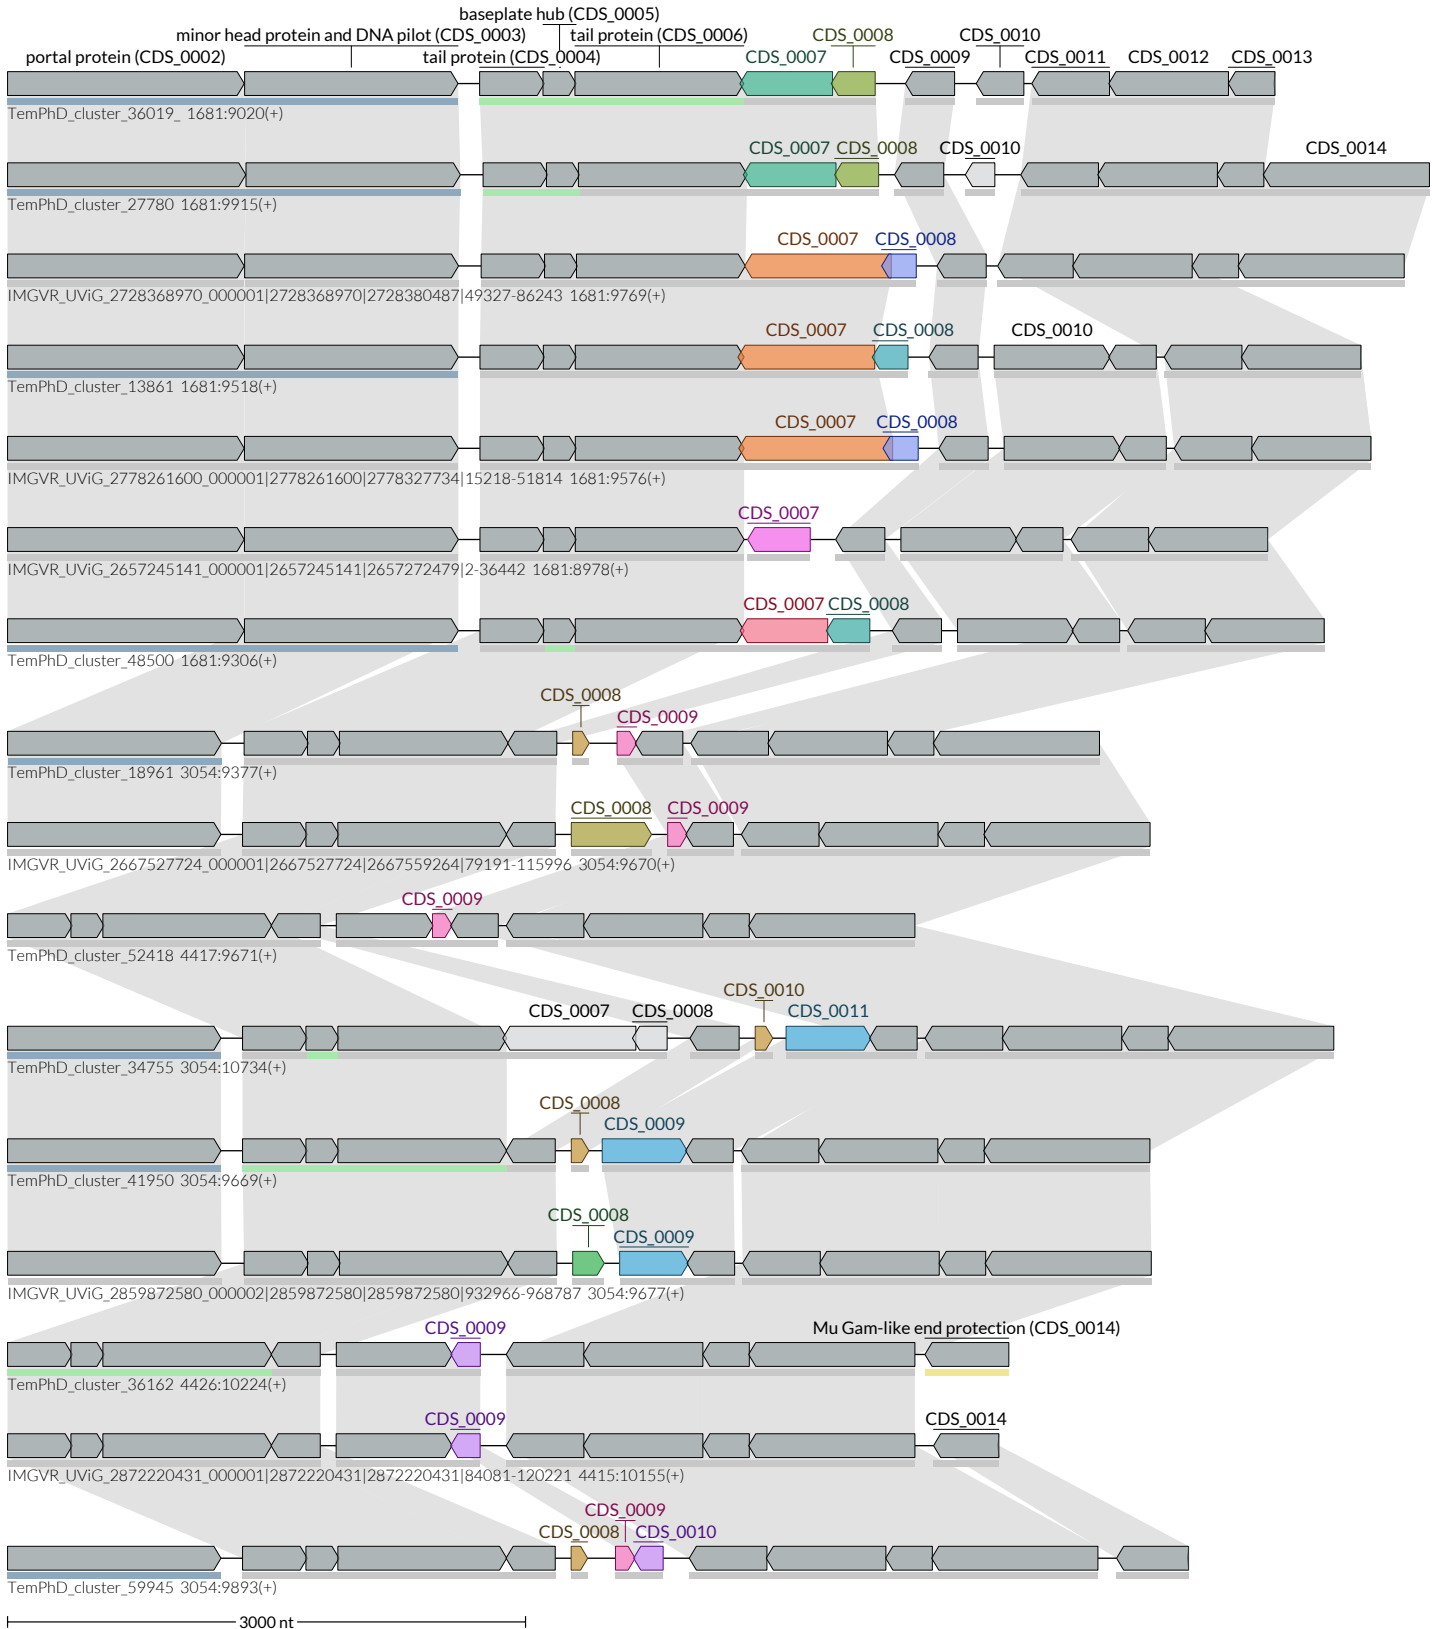 baseplate hub (CDS_0005)
minor head protein and DNA pilot (CDS_0003) tail protein (CDS_0006) CDS_0008 CDS_0010
portal protein (CDS_0002) tail protein (CDS_0004) CDS_0007 CDS_0009 CDS_0011 CDS_0012 CDS_0013
TemPhD_cluster_36019_ 1681:9020(+)
CDS_0007 CDS_0008 CDS_0010 CDS_0014
TemPhD_cluster_27780 1681:9915(+)
CDS_0007 CDS_0008
IMGVR_UViG_2728368970_000001|2728368970|2728380487|49327-86243 1681:9769(+)
CDS_0007 CDS_0008 CDS_0010
TemPhD_cluster_13861 1681:9518(+)
CDS_0007 CDS_0008
IMGVR_UViG_2778261600_000001|2778261600|2778327734|15218-51814 1681:9576(+)
CDS_0007
IMGVR_UViG_2657245141_000001|2657245141|2657272479|2-36442 1681:8978(+)
CDS_0007 CDS_0008
TemPhD_cluster_48500 1681:9306(+)
CDS_0008
CDS_0009
TemPhD_cluster_18961 3054:9377(+)
CDS_0008 CDS_0009
IMGVR_UViG_2667527724_000001|2667527724|2667559264|79191-115996 3054:9670(+)
CDS_0009
TemPhD_cluster_52418 4417:9671(+)
CDS_0010
CDS_0007 CDS_0008 CDS_0011
TemPhD_cluster_34755 3054:10734(+)
CDS_0008
CDS_0009
TemPhD_cluster_41950 3054:9669(+)
CDS_0008
CDS_0009
IMGVR_UViG_2859872580_000002|2859872580|2859872580|932966-968787 3054:9677(+)
CDS_0009 Mu Gam-like end protection (CDS_0014)
TemPhD_cluster_36162 4426:10224(+)
CDS_0009 CDS_0014
IMGVR_UViG_2872220431_000001|2872220431|2872220431|84081-120221 4415:10155(+)
CDS_0009
CDS_0008 CDS_0010
TemPhD_cluster_59945 3054:9893(+)
3000 nt